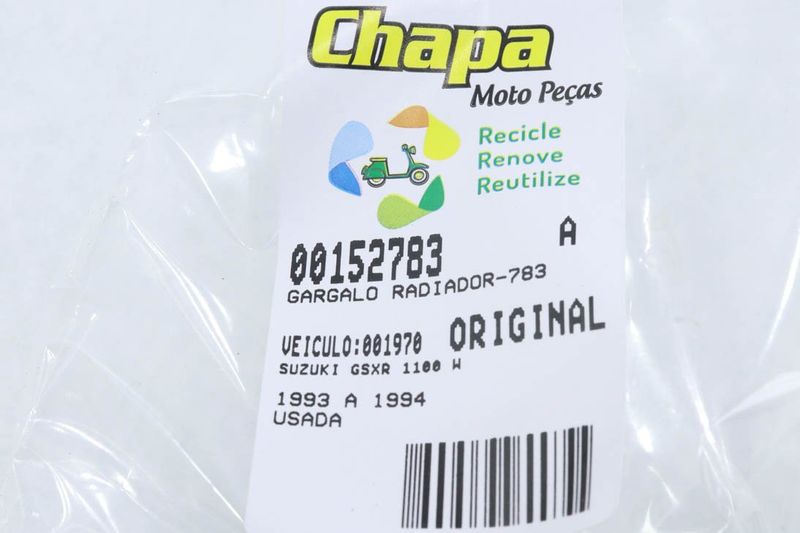 Chapa
Moto Peças
Recicle
Renove
Reutilize
00152783 A
GARGALO RADIADOR-783
VEICULO:001970 ORIGINAL
SUZUKI GSXR 1100 W
1993 A 1994
USADA